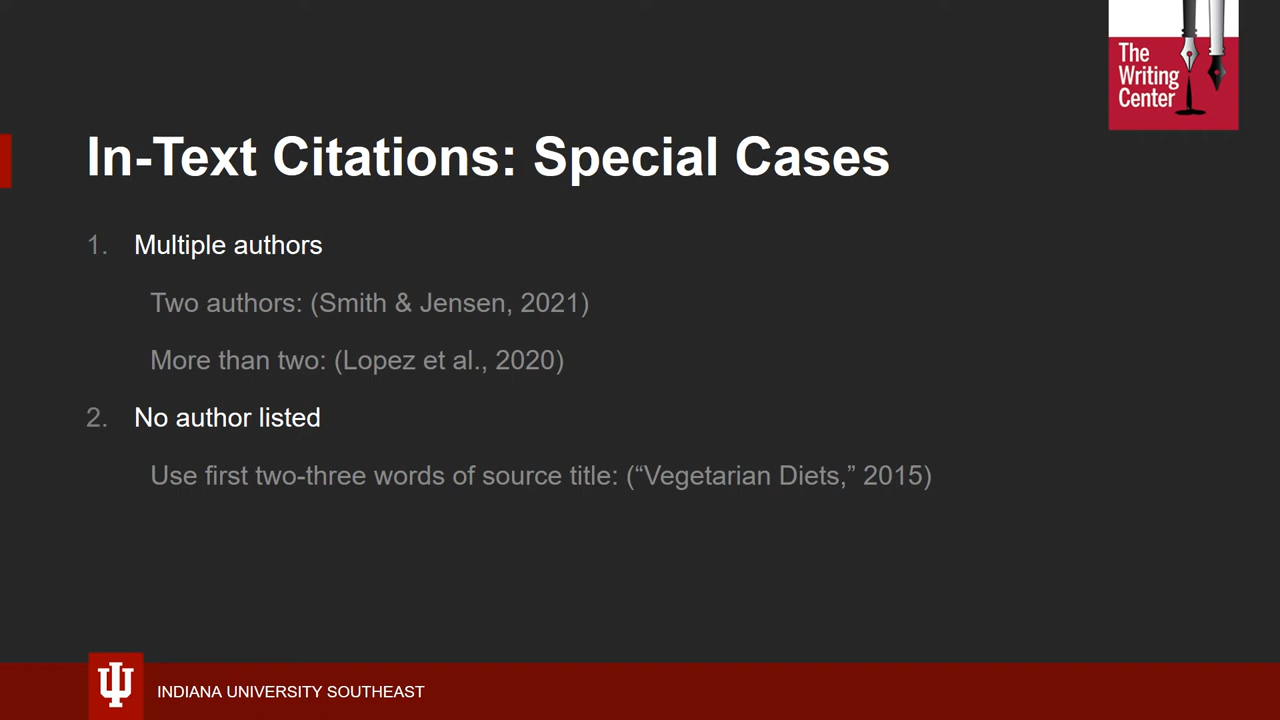 The
Writing
Center
In-Text Citations: Special Cases
1. Multiple authors
Two authors: (Smith & Jensen, 2021)
More than two: (Lopez et al., 2020)
2. No author listed
Use first two-three words of source title: (“Vegetarian Diets,” 2015)
INDIANA UNIVERSITY SOUTHEAST